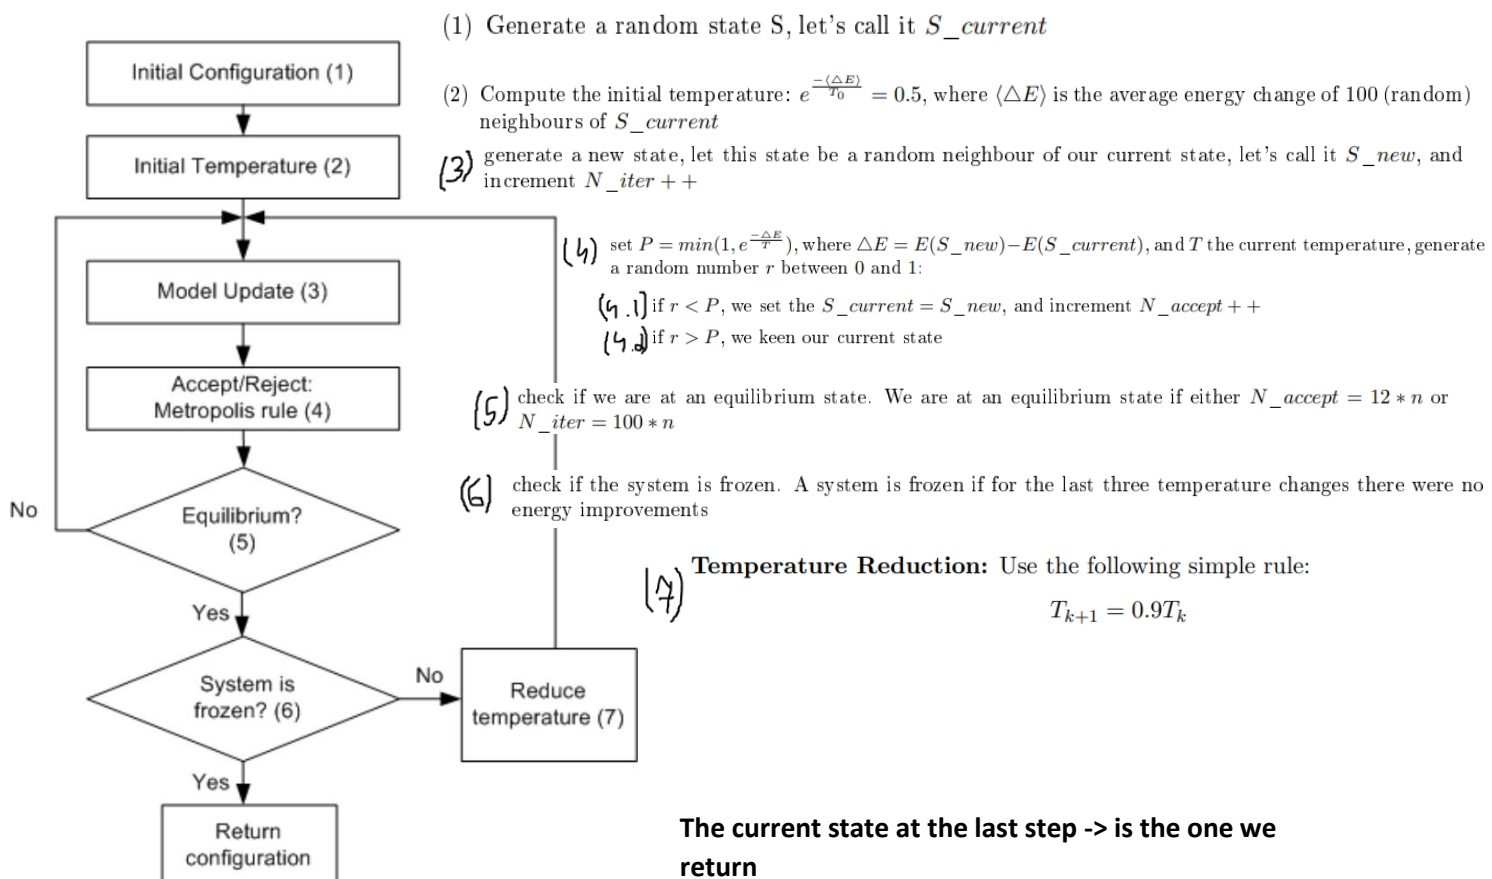 (1) Generate a random state S, let's call it S_current
Initial Configuration (1)
(2) Compute the initial temperature: e^{\frac{-⟨△E⟩}{T_0}} = 0.5, where ⟨△E⟩ is the average energy change of 100 (random)
neighbours of S_current
Initial Temperature (2)
(3) generate a new state, let this state be a random neighbour of our current state, let's call it S_new, and
increment N_iter + +
Model Update (3)
(4) set P = min(1, e^{\frac{-△E}{T}}), where △E = E(S_new)−E(S_current), and T the current temperature, generate
a random number r between 0 and 1:
(4.1) if r < P, we set the S_current = S_new, and increment N_accept + +
(4.2) if r > P, we keen our current state
Accept/Reject:
Metropolis rule (4)
(5) check if we are at an equilibrium state. We are at an equilibrium state if either N_accept = 12 * n or
N_iter = 100 * n
No
Equilibrium?
(5)
(6) check if the system is frozen. A system is frozen if for the last three temperature changes there were no
energy improvements
(7) Temperature Reduction: Use the following simple rule:
T_{k+1} = 0.9T_k
Yes
System is
frozen? (6)
No
Reduce
temperature (7)
Yes
Return
configuration
The current state at the last step -> is the one we
return